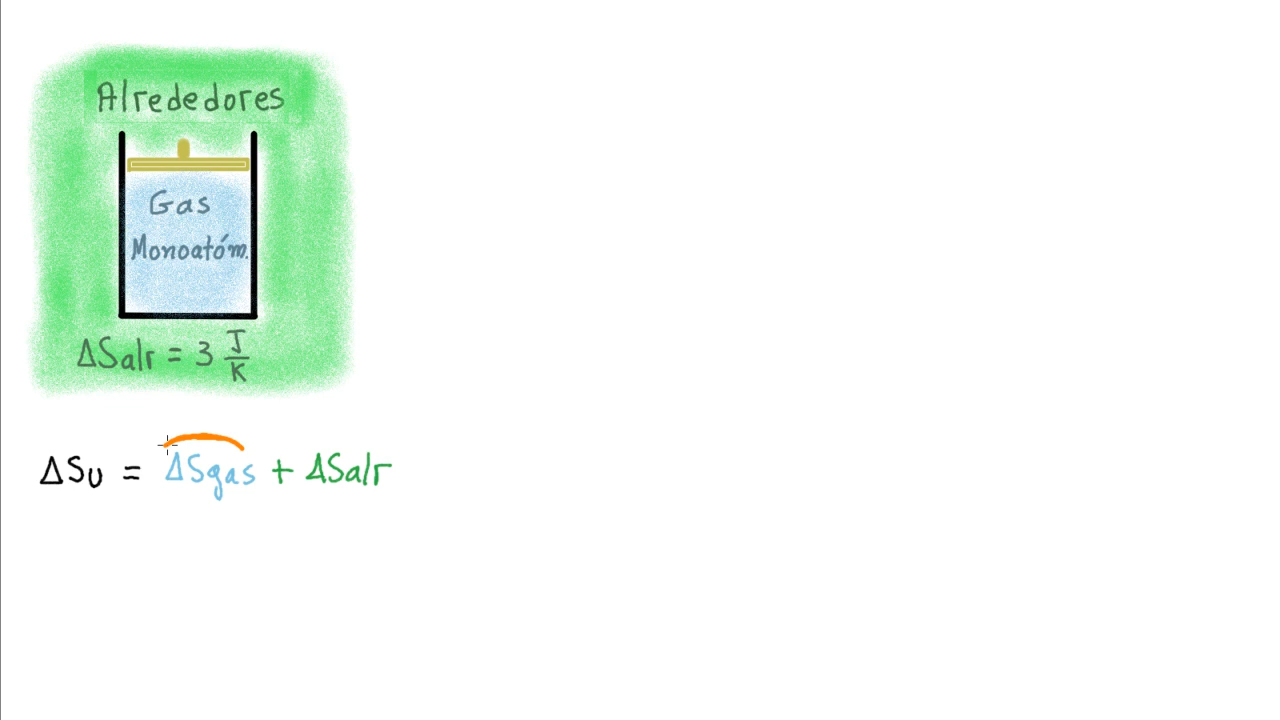 Alrededores
Gas
Monoatóm.
ΔSalr = 3 J/K
ΔSu = ΔSgas + ΔSalr